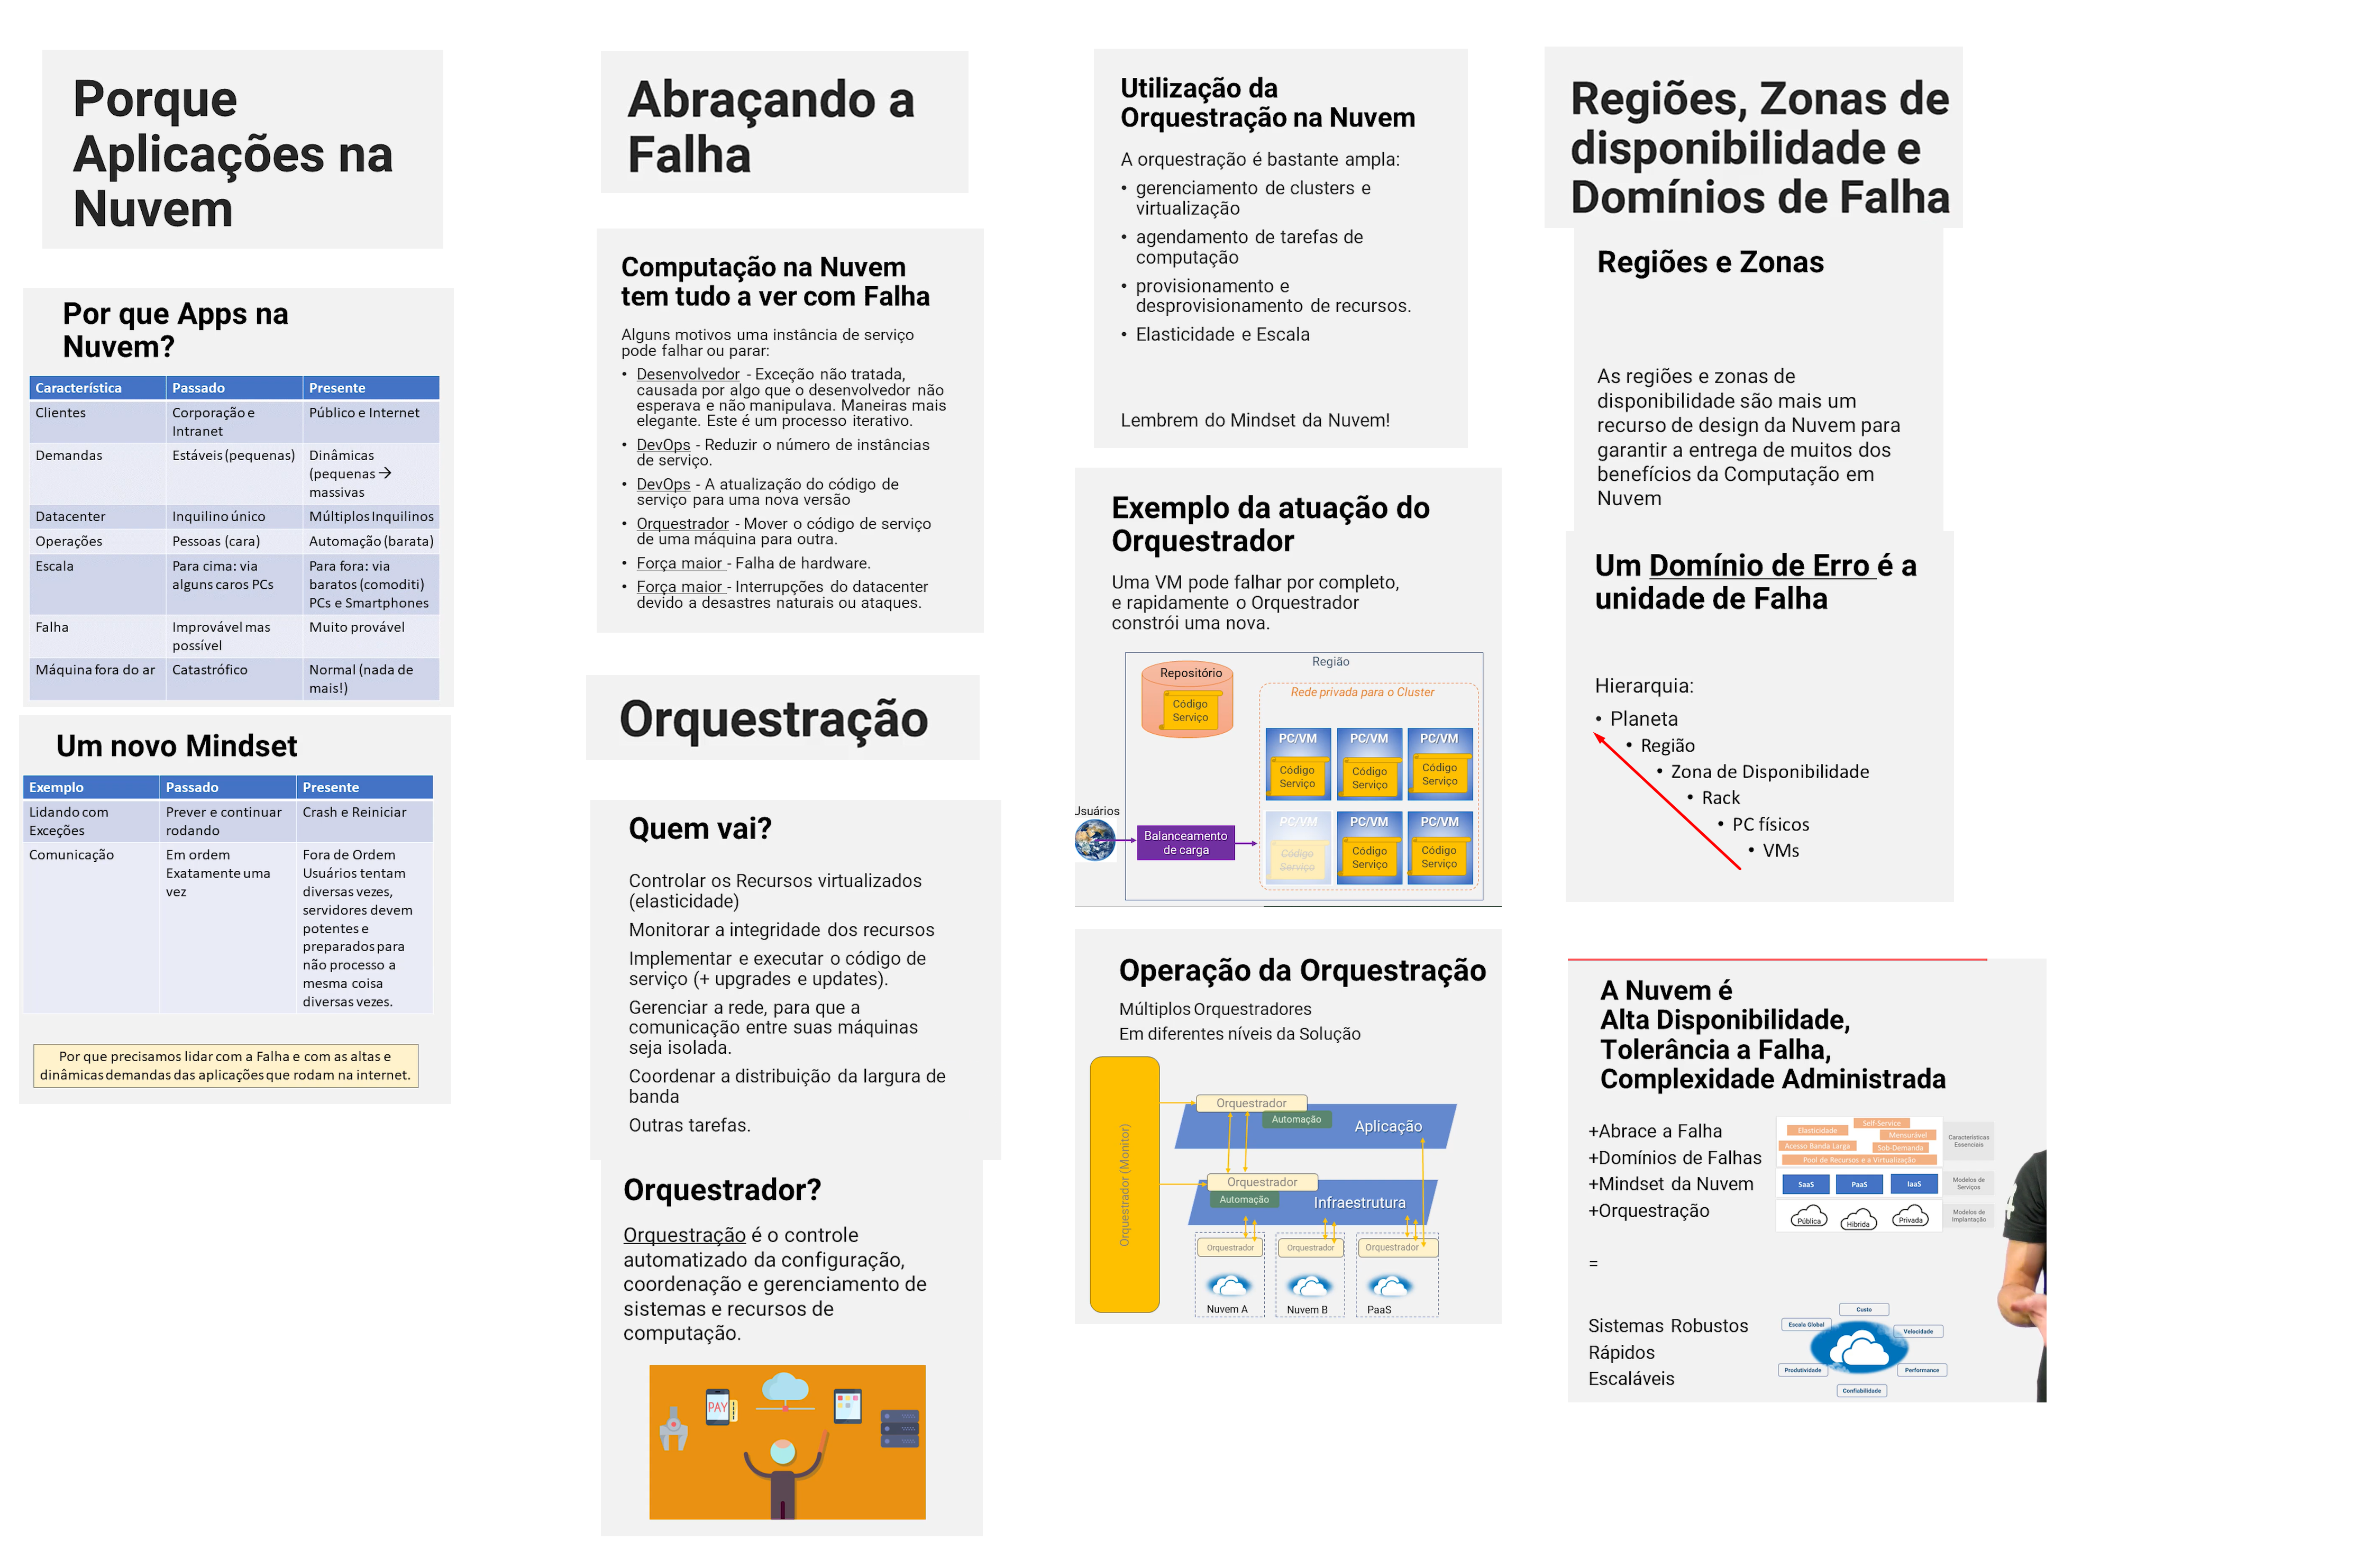 Porque
Aplicações na
Nuvem
Por que Apps na
Nuvem?
Característica Passado Presente
Clientes Corporação e Público e Internet
Intranet
Demandas Estáveis (pequenas) Dinâmicas
(pequenas →
massivas
Datacenter Inquilino único Múltiplos Inquilinos
Operações Pessoas (cara) Automação (barata)
Escala Para cima: via Para fora: via
alguns caros PCs baratos (comoditi)
PCs e Smartphones
Falha Improvável mas Muito provável
possível
Máquina fora do ar Catastrófico Normal (nada de
mais!)
Um novo Mindset
Exemplo Passado Presente
Lidando com Prever e continuar Crash e Reiniciar
Exceções rodando
Comunicação Em ordem Fora de Ordem
Exatamente uma Usuários tentam
vez diversas vezes,
servidores devem
potentes e
preparados para
não processo a
mesma coisa
diversas vezes.
Por que precisamos lidar com a Falha e com as altas e
dinâmicas demandas das aplicações que rodam na internet.
Abraçando a
Falha
Computação na Nuvem
tem tudo a ver com Falha
Alguns motivos uma instância de serviço
pode falhar ou parar:
• Desenvolvedor - Exceção não tratada,
causada por algo que o desenvolvedor não
esperava e não manipulava. Maneiras mais
elegante. Este é um processo iterativo.
• DevOps - Reduzir o número de instâncias
de serviço.
• DevOps - A atualização do código de
serviço para uma nova versão
• Orquestrador - Mover o código de serviço
de uma máquina para outra.
• Força maior - Falha de hardware.
• Força maior - Interrupções do datacenter
devido a desastres naturais ou ataques.
Orquestração
Quem vai?
Controlar os Recursos virtualizados
(elasticidade)
Monitorar a integridade dos recursos
Implementar e executar o código de
serviço (+ upgrades e updates).
Gerenciar a rede, para que a
comunicação entre suas máquinas
seja isolada.
Coordenar a distribuição da largura de
banda
Outras tarefas.
Orquestrador?
Orquestração é o controle
automatizado da configuração,
coordenação e gerenciamento de
sistemas e recursos de
computação.
PAY
Utilização da
Orquestração na Nuvem
A orquestração é bastante ampla:
• gerenciamento de clusters e
virtualização
• agendamento de tarefas de
computação
• provisionamento e
desprovisionamento de recursos.
• Elasticidade e Escala
Lembrem do Mindset da Nuvem!
Exemplo da atuação do
Orquestrador
Uma VM pode falhar por completo,
e rapidamente o Orquestrador
constrói uma nova.
Região
Repositório
Código
Serviço
Rede privada para o Cluster
PC/VM PC/VM PC/VM
Código Código Código
Serviço Serviço Serviço
Usuários
Balanceamento
de carga
PC/VM PC/VM PC/VM
Código Código Código
Serviço Serviço Serviço
Operação da Orquestração
Múltiplos Orquestradores
Em diferentes níveis da Solução
Orquestrador (Monitor)
Orquestrador
Automação
Aplicação
Orquestrador
Automação
Infraestrutura
Orquestrador Orquestrador Orquestrador
Nuvem A Nuvem B PaaS
Regiões, Zonas de
disponibilidade e
Domínios de Falha
Regiões e Zonas
As regiões e zonas de
disponibilidade são mais um
recurso de design da Nuvem para
garantir a entrega de muitos dos
benefícios da Computação em
Nuvem
Um Domínio de Erro é a
unidade de Falha
Hierarquia:
• Planeta
• Região
• Zona de Disponibilidade
• Rack
• PC físicos
• VMs
A Nuvem é
Alta Disponibilidade,
Tolerância a Falha,
Complexidade Administrada
+Abrace a Falha
+Domínios de Falhas
+Mindset da Nuvem
+Orquestração
=
Sistemas Robustos
Rápidos
Escaláveis
Elasticidade
Self-Service
Mensurável
Acesso Banda Larga
Sob-Demanda
Pool de Recursos e a Virtualização
Características
Essenciais
SaaS PaaS IaaS
Modelos de
Serviços
Pública Hibrida Privada
Modelos de
Implantação
Custo
Escala Global
Velocidade
Produtividade
Performance
Confiabilidade